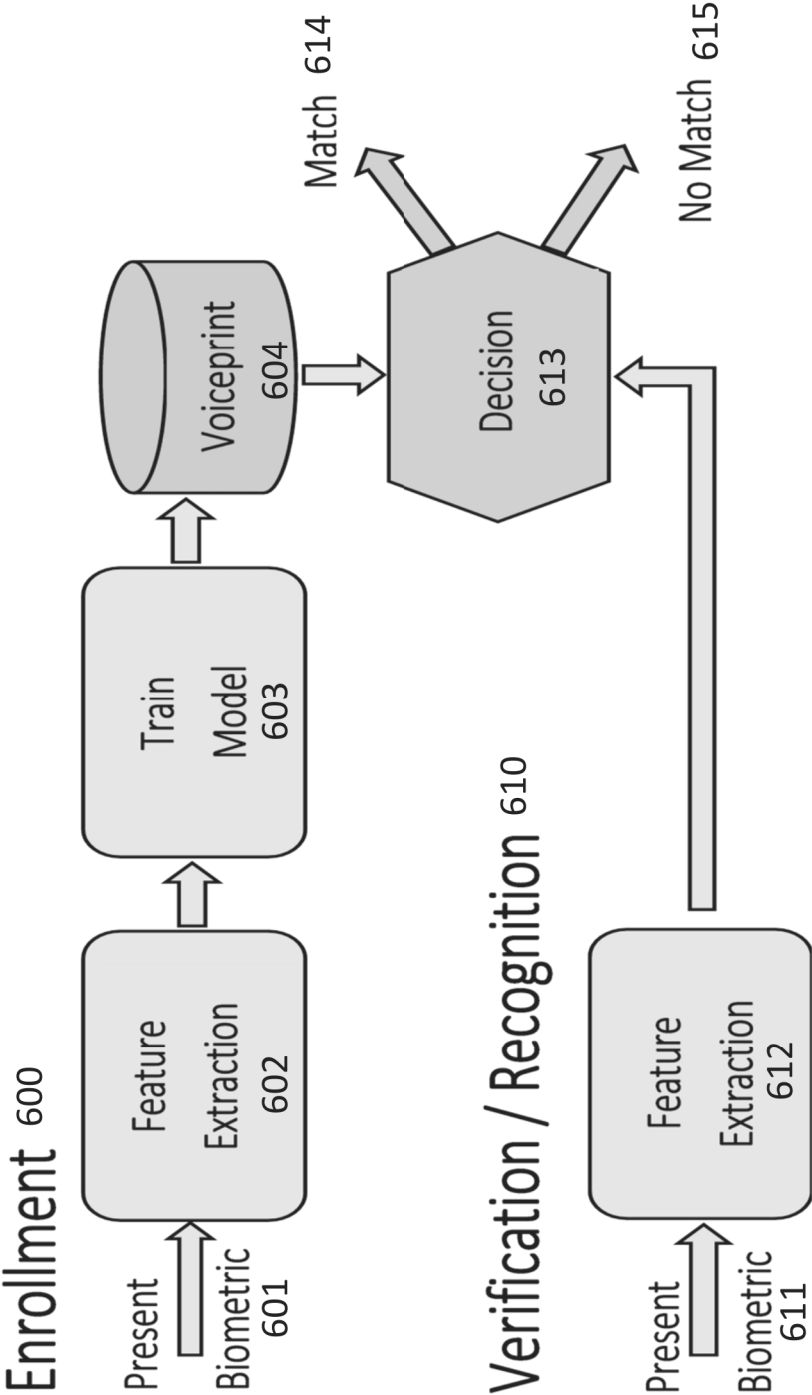 Enrollment 600
Present
Biometric
601
Feature
Extraction
602
Train
Model
603
Voiceprint
604
Match 614
Decision
613
No Match 615
Verification / Recognition 610
Present
Biometric
611
Feature
Extraction
612